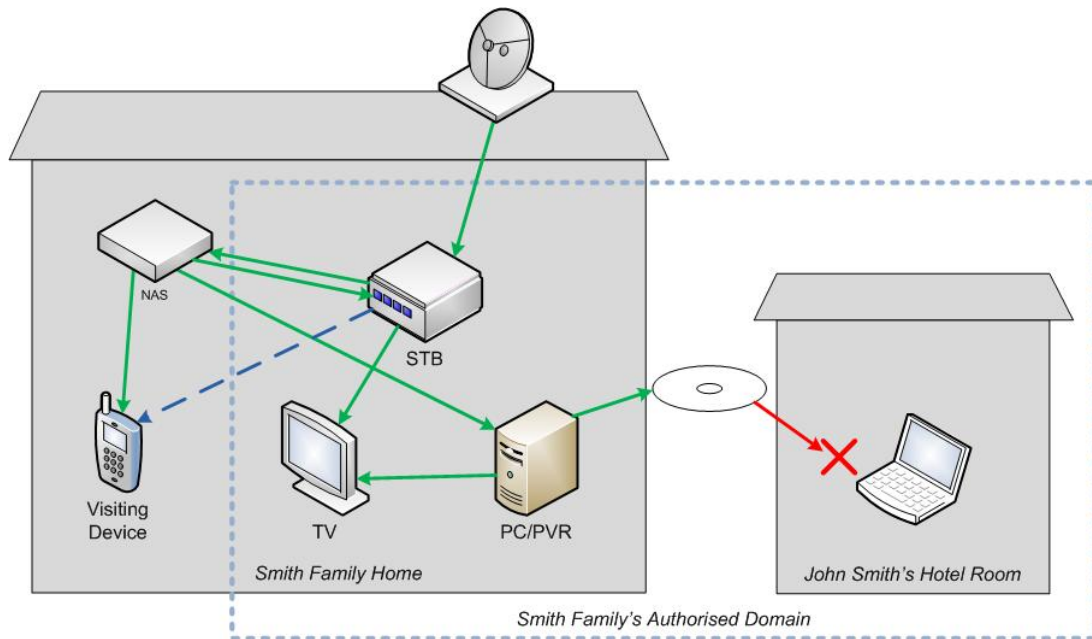 NAS
STB
Visiting
Device
TV
PC/PVR
Smith Family Home
John Smith's Hotel Room
Smith Family's Authorised Domain